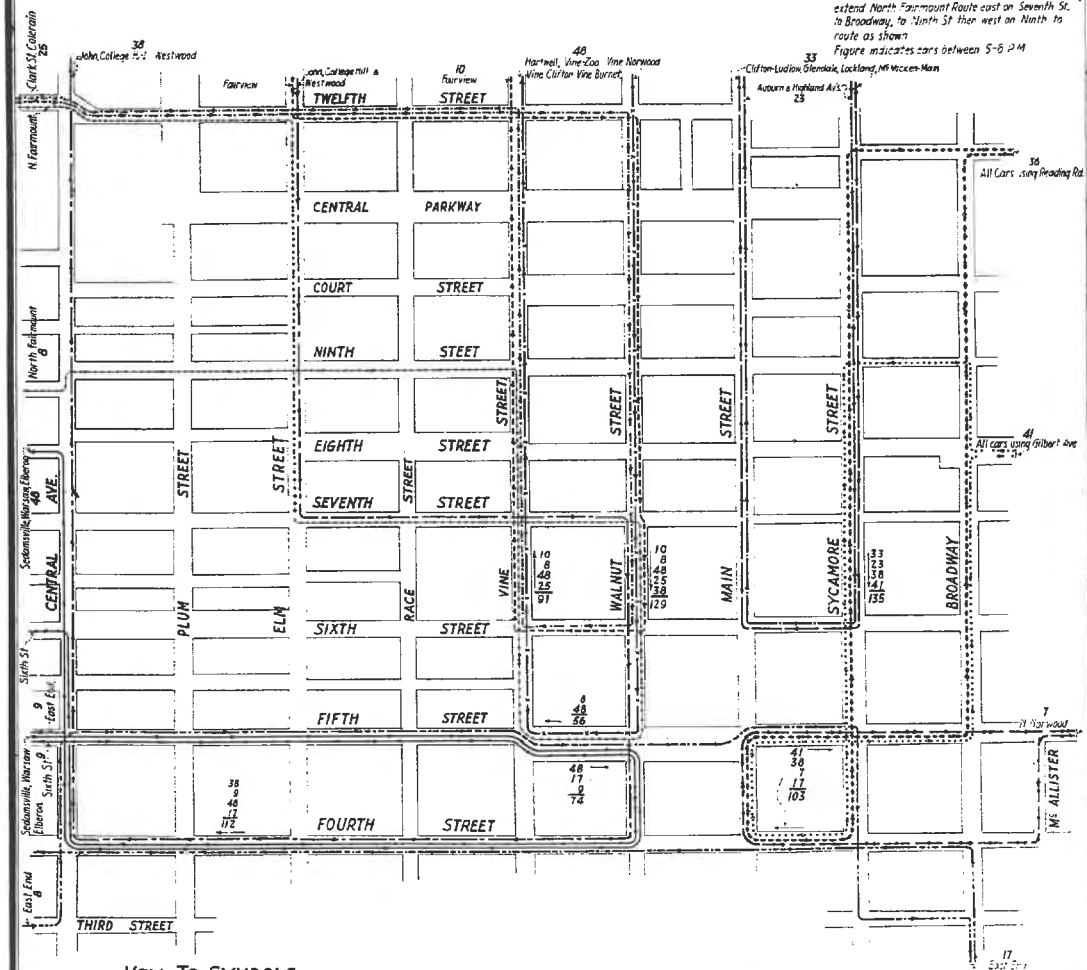 extend North Fairmount Route east on Seventh St.
to Broadway, to Ninth St then west on Ninth to
route as shown
Figure indicates cars between 5-6 P M
Clark St. Colerain
25
N. Fairmount
38
John, College Hill Westwood
Fairview
John, College Hill &
Westwood
10
Fairview
48
Hartwell, Vine-Zoo Vine Norwood
Vine Clifton Vine Burnet
33
Clifton-Ludlow, Glendale, Lockland, Mt
Auburn & Highland Av's
23
TWELFTH STREET
36
All Cars using Reading Rd.
CENTRAL PARKWAY
COURT STREET
North Fairmount
8
NINTH STEET
EIGHTH STREET
41
All cars using Gilbert Ave
SEVENTH STREET
Sedamsville, Warsaw, Elberon
48
CENTRAL AVE.
PLUM STREET
ELM STREET
RACE STREET
VINE STREET
WALNUT STREET
MAIN STREET
SYCAMORE STREET
BROADWAY
10
8
48
25
91
10
8
48
25
38
129
33
23
38
41
135
SIXTH STREET
Sixth St
9
East End
8
48
56
FIFTH STREET
7
N. Norwood
Sedamsville, Warsaw
Elberon Sixth St 9
38
9
48
17
112
48
17
9
74
41
38
7
17
103
FOURTH STREET
McALLISTER
East End
8
THIRD STREET
17
East End
KEY TO SYMBOLS